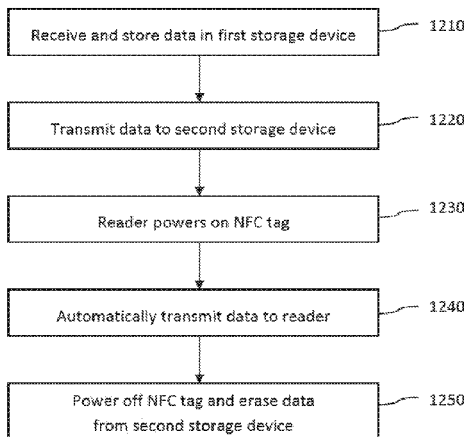 Receive and store data in first storage device
1210
Transmit data to second storage device
1220
Reader powers on NFC tag
1230
Automatically transmit data to reader
1240
Power off NFC tag and erase data
from second storage device
1250